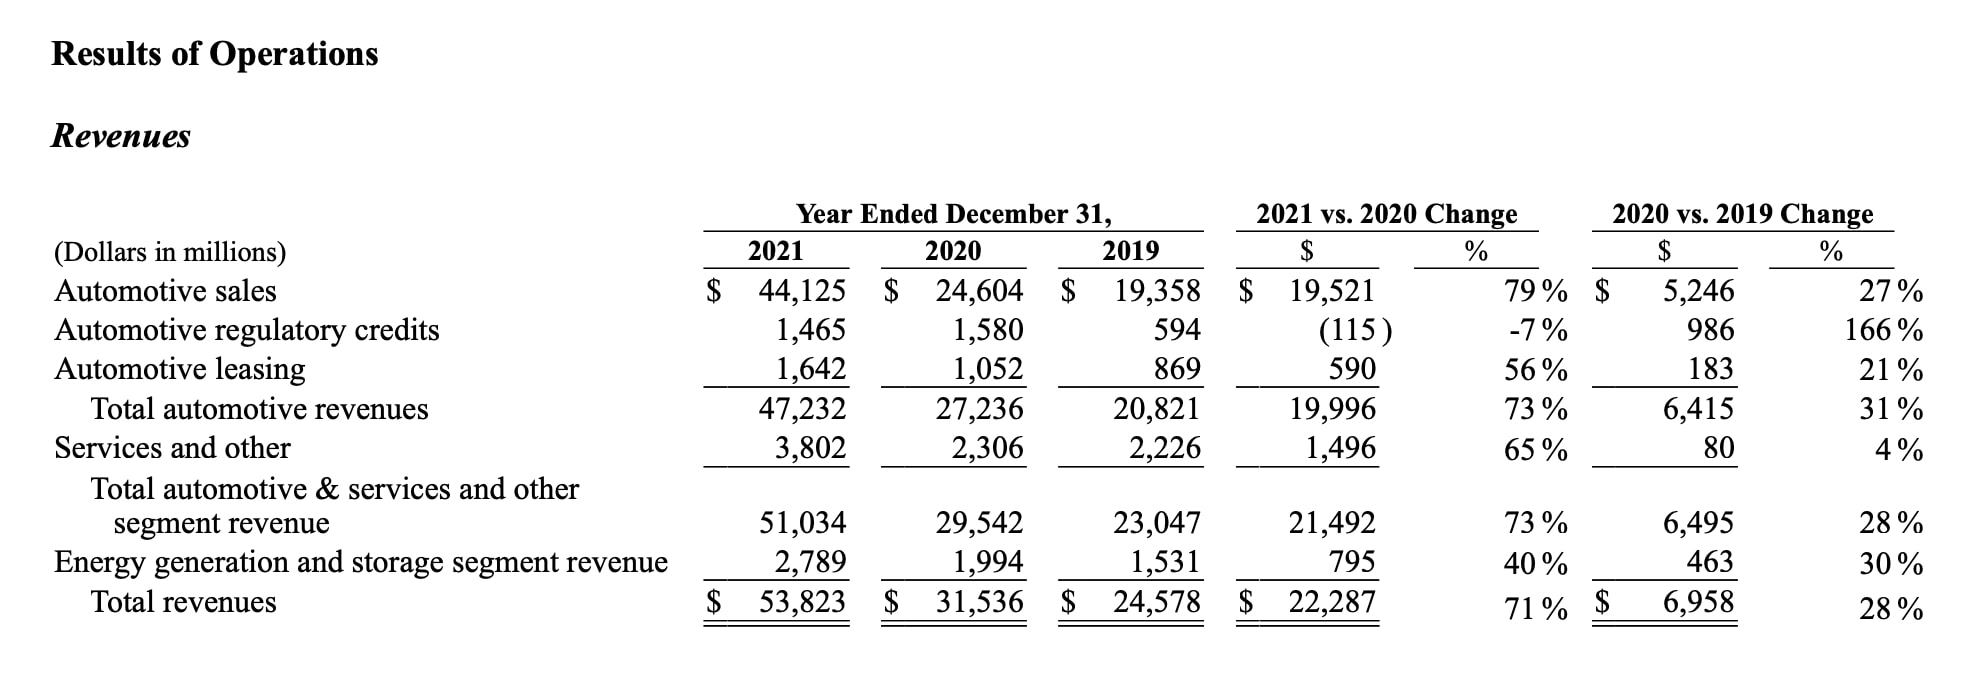 Results of Operations
Revenues
Year Ended December 31, 2021 vs. 2020 Change 2020 vs. 2019 Change
(Dollars in millions) 2021 2020 2019 $ % $ %
Automotive sales $ 44,125 $ 24,604 $ 19,358 $ 19,521 79 % $ 5,246 27 %
Automotive regulatory credits 1,465 1,580 594 (115 ) -7 % 986 166 %
Automotive leasing 1,642 1,052 869 590 56 % 183 21 %
Total automotive revenues 47,232 27,236 20,821 19,996 73 % 6,415 31 %
Services and other 3,802 2,306 2,226 1,496 65 % 80 4 %
Total automotive & services and other
segment revenue 51,034 29,542 23,047 21,492 73 % 6,495 28 %
Energy generation and storage segment revenue 2,789 1,994 1,531 795 40 % 463 30 %
Total revenues $ 53,823 $ 31,536 $ 24,578 $ 22,287 71 % $ 6,958 28 %